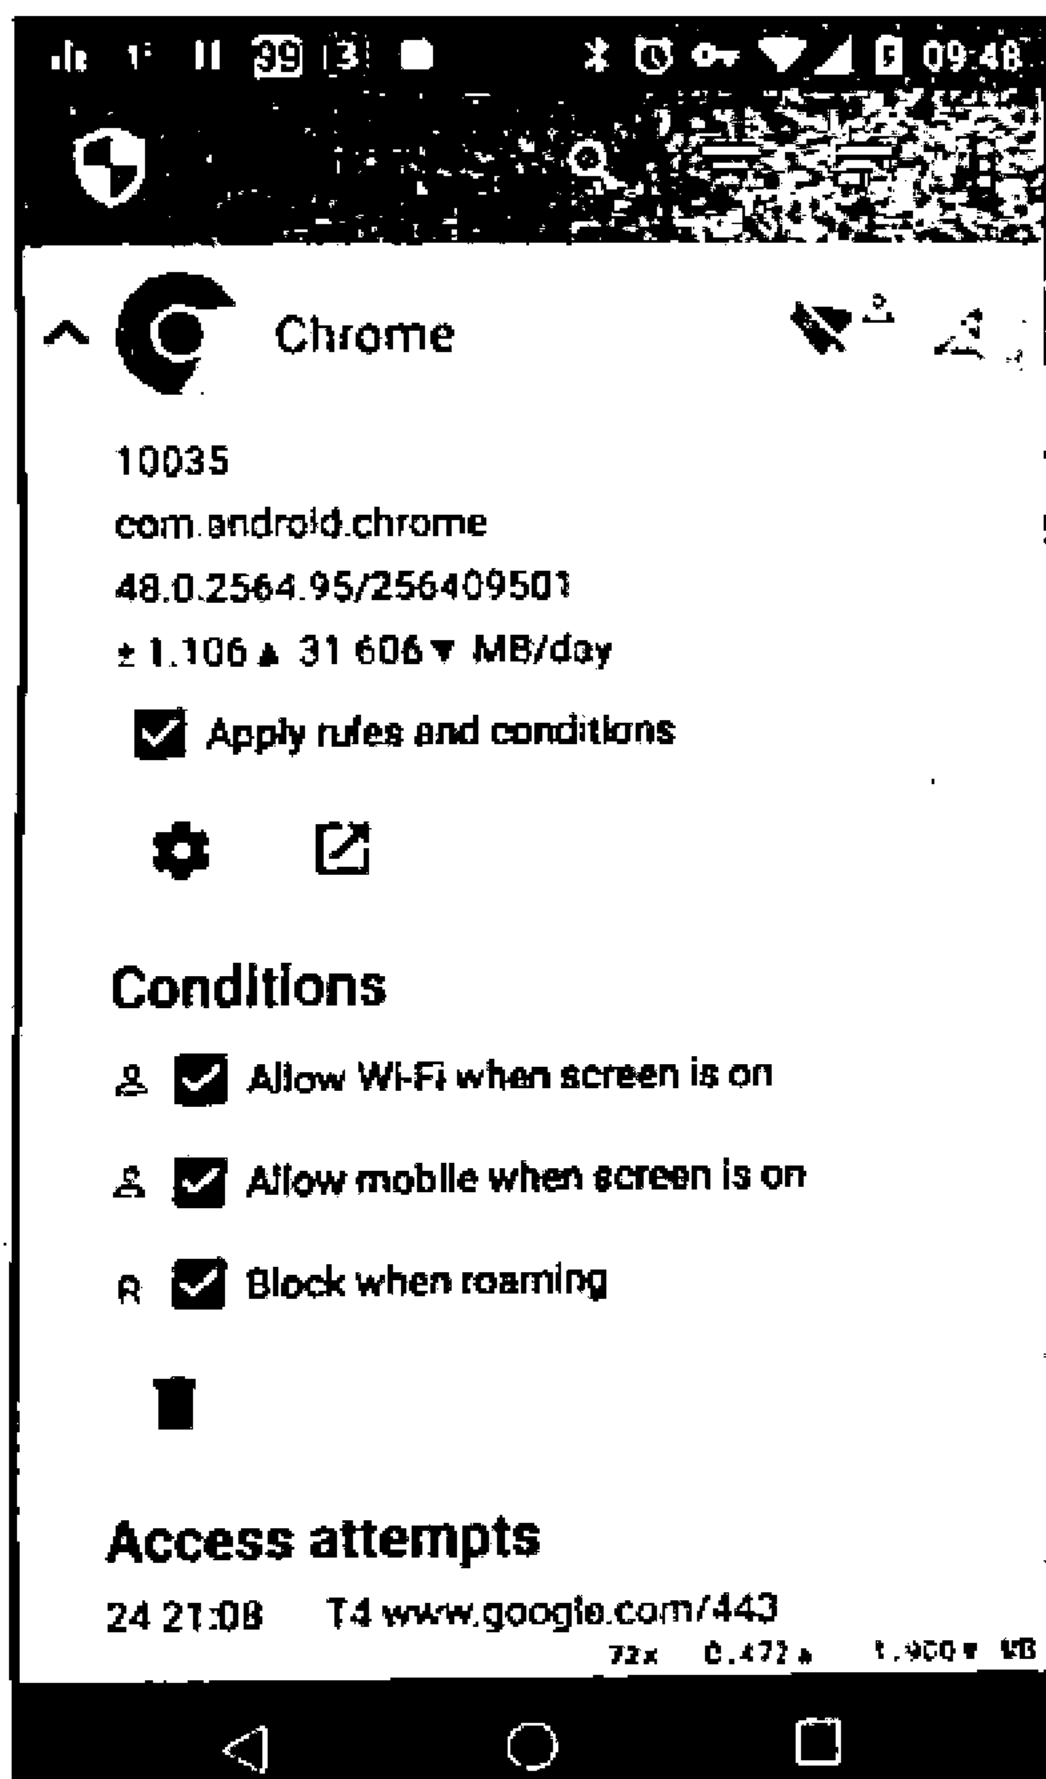 99 09:48
Chrome
10035
com.android.chrome
48.0.2564.95/256409501
± 1.106▲ 31 606▼ MB/day
Apply rules and conditions
Conditions
Allow Wi-Fi when screen is on
Allow mobile when screen is on
R Block when roaming
Access attempts
24 21:08 T4 www.google.com/443
72x 0.472▲ 1.900▼ MB